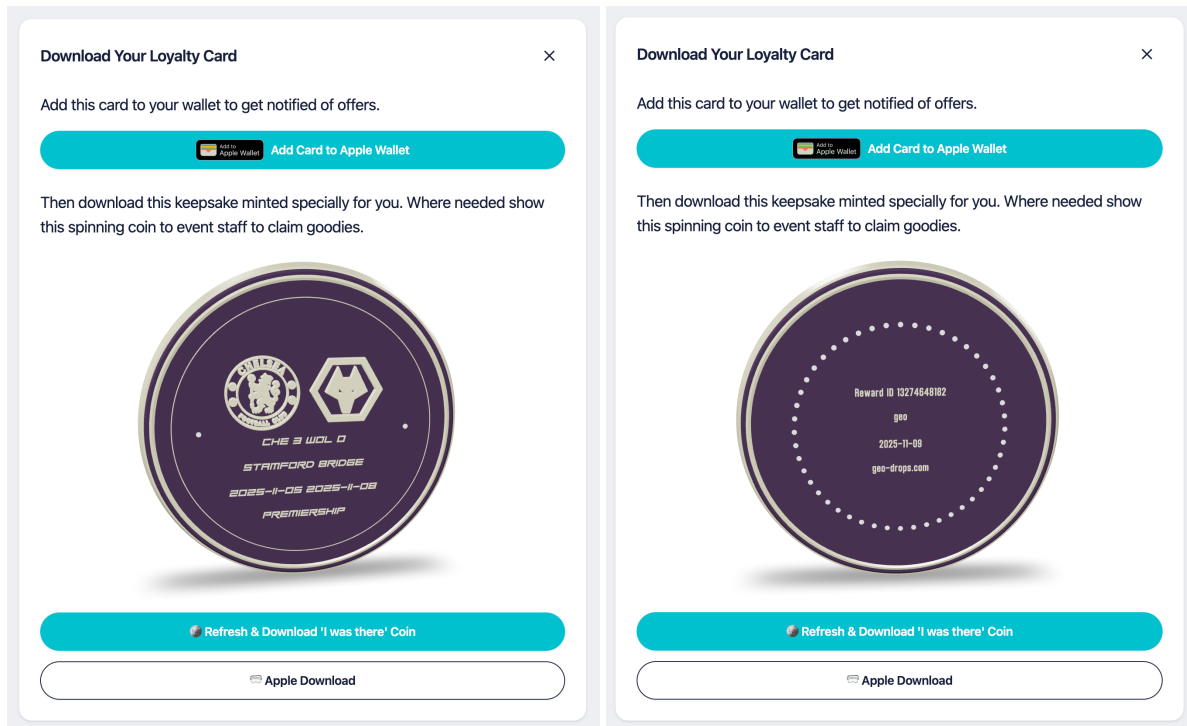 Download Your Loyalty Card
Add this card to your wallet to get notified of offers.
Add to
Apple Wallet
Add Card to Apple Wallet
Then download this keepsake minted specially for you. Where needed show
this spinning coin to event staff to claim goodies.
CHELSEA
FOOTBALL CLUB
CHE 3 WOL 0
STAMFORD BRIDGE
2025-11-05 2025-11-08
PREMIERSHIP
Refresh & Download 'I was there' Coin
Apple Download
Download Your Loyalty Card
Add this card to your wallet to get notified of offers.
Add to
Apple Wallet
Add Card to Apple Wallet
Then download this keepsake minted specially for you. Where needed show
this spinning coin to event staff to claim goodies.
Reward ID 13274648182
geo
2025-11-09
geo-drops.com
Refresh & Download 'I was there' Coin
Apple Download